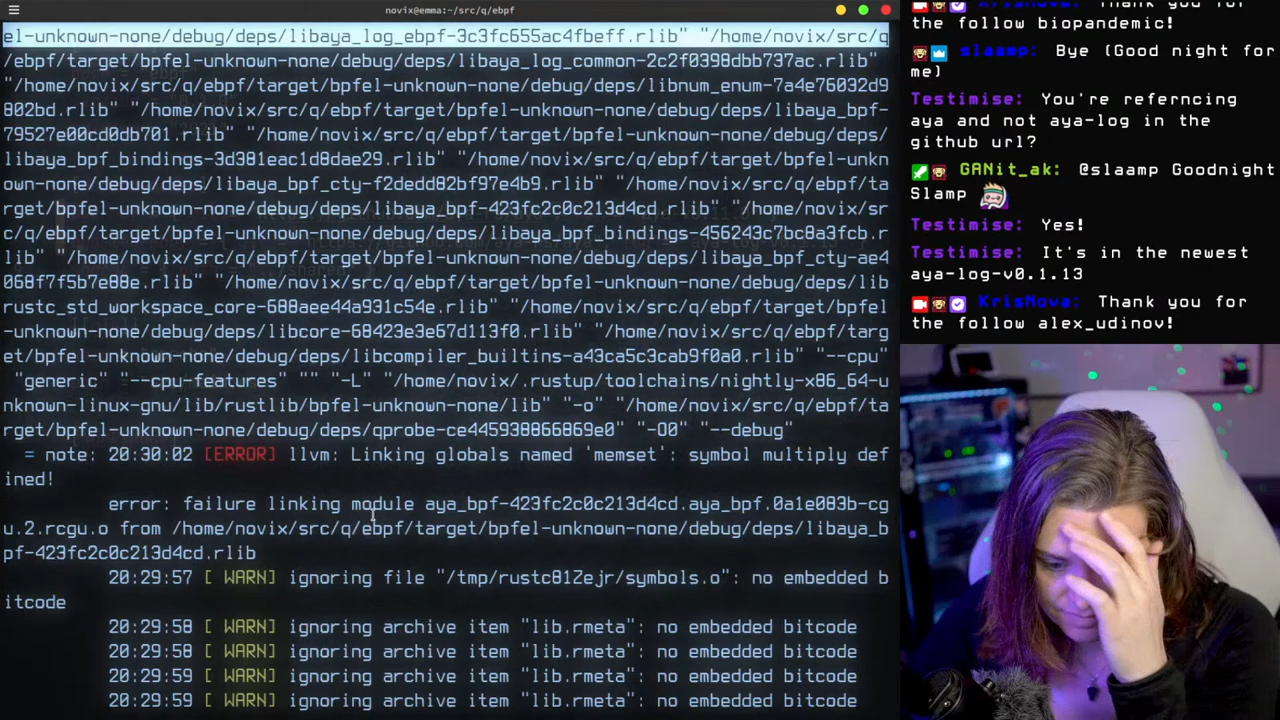 novix@emma:~/src/q/ebpf
el-unknown-none/debug/deps/libaya_log_ebpf-3c3fc655ac4fbeff.rlib" "/home/novix/src/q
/ebpf/target/bpfel-unknown-none/debug/deps/libaya_log_common-2c2f0398dbb737ac.rlib"
"/home/novix/src/q/ebpf/target/bpfel-unknown-none/debug/deps/libnum_enum-7a4e76032d9
802bd.rlib" "/home/novix/src/q/ebpf/target/bpfel-unknown-none/debug/deps/libaya_bpf-
79527e00cd0db701.rlib" "/home/novix/src/q/ebpf/target/bpfel-unknown-none/debug/deps/
libaya_bpf_bindings-3d381eac1d8dae29.rlib" "/home/novix/src/q/ebpf/target/bpfel-unkn
own-none/debug/deps/libaya_bpf_cty-f2dedd82bf97e4b9.rlib" "/home/novix/src/q/ebpf/ta
rget/bpfel-unknown-none/debug/deps/libaya_bpf-423fc2c0c213d4cd.rlib" "/home/novix/sr
c/q/ebpf/target/bpfel-unknown-none/debug/deps/libaya_bpf_bindings-456243c7bc8a3fcb.r
lib" "/home/novix/src/q/ebpf/target/bpfel-unknown-none/debug/deps/libaya_bpf_cty-ae4
068f7f5b7e88e.rlib" "/home/novix/src/q/ebpf/target/bpfel-unknown-none/debug/deps/lib
rustc_std_workspace_core-688aee44a931c54e.rlib" "/home/novix/src/q/ebpf/target/bpfel
-unknown-none/debug/deps/libcore-68423e3e67d113f0.rlib" "/home/novix/src/q/ebpf/targ
et/bpfel-unknown-none/debug/deps/libcompiler_builtins-a43ca5c3cab9f0a0.rlib" "--cpu"
"generic" "--cpu-features" "" "-L" "/home/novix/.rustup/toolchains/nightly-x86_64-u
nknown-linux-gnu/lib/rustlib/bpfel-unknown-none/lib" "-o" "/home/novix/src/q/ebpf/ta
rget/bpfel-unknown-none/debug/deps/qprobe-ce445938866869e0" "-O0" "--debug"
= note: 20:30:02 [ERROR] llvm: Linking globals named 'memset': symbol multiply def
ined!
error: failure linking module aya_bpf-423fc2c0c213d4cd.aya_bpf.0a1e083b-cg
u.2.rcgu.o from /home/novix/src/q/ebpf/target/bpfel-unknown-none/debug/deps/libaya_b
pf-423fc2c0c213d4cd.rlib
20:29:57 [ WARN] ignoring file "/tmp/rustc81Zejr/symbols.o": no embedded b
itcode
20:29:58 [ WARN] ignoring archive item "lib.rmeta": no embedded bitcode
20:29:58 [ WARN] ignoring archive item "lib.rmeta": no embedded bitcode
20:29:59 [ WARN] ignoring archive item "lib.rmeta": no embedded bitcode
20:29:59 [ WARN] ignoring archive item "lib.rmeta": no embedded bitcode
KrisNova: Thank you for
the follow biopandemic!
slaamp: Bye (Good night for
me)
Testimise: You're referncing
aya and not aya-log in the
github url?
GANit_ak: @slaamp Goodnight
Slamp
Testimise: Yes!
Testimise: It's in the newest
aya-log-v0.1.13
KrisNova: Thank you for
the follow alex_udinov!